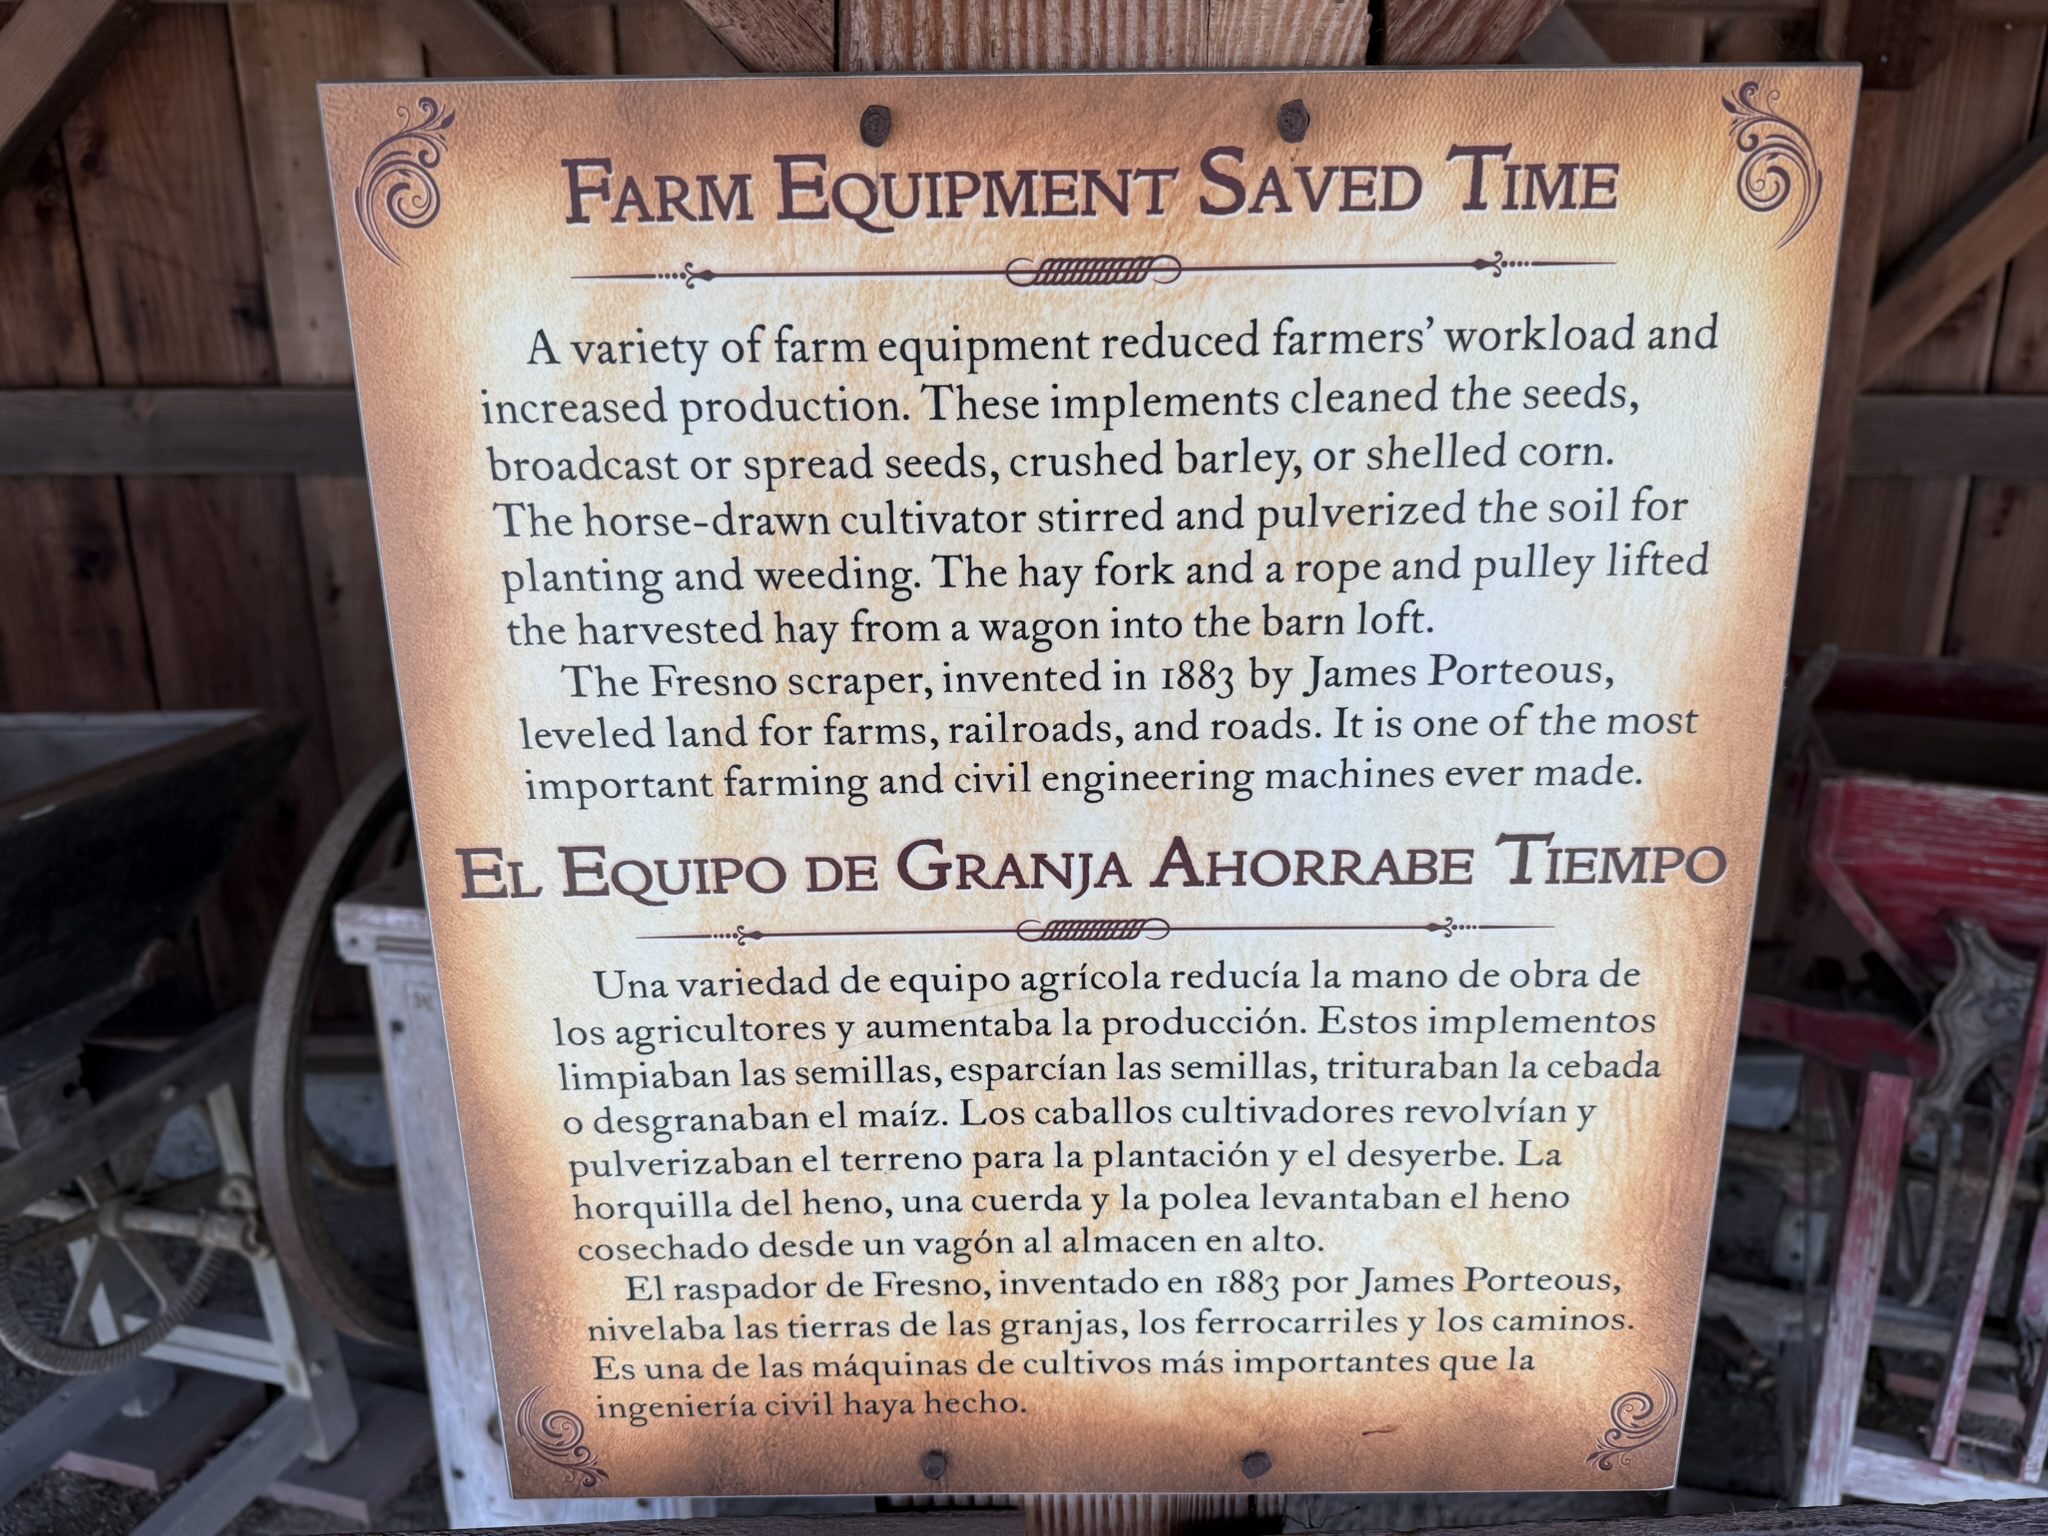 FARM EQUIPMENT SAVED TIME
A variety of farm equipment reduced farmers' workload and
increased production. These implements cleaned the seeds,
broadcast or spread seeds, crushed barley, or shelled corn.
The horse-drawn cultivator stirred and pulverized the soil for
planting and weeding. The hay fork and a rope and pulley lifted
the harvested hay from a wagon into the barn loft.
The Fresno scraper, invented in 1883 by James Porteous,
leveled land for farms, railroads, and roads. It is one of the most
important farming and civil engineering machines ever made.
EL EQUIPO DE GRANJA AHORRABE TIEMPO
Una variedad de equipo agrícola reducía la mano de obra de
los agricultores y aumentaba la producción. Estos implementos
limpiaban las semillas, esparcían las semillas, trituraban la cebada
o desgranaban el maíz. Los caballos cultivadores revolvían y
pulverizaban el terreno para la plantación y el desyerbe. La
horquilla del heno, una cuerda y la polea levantaban el heno
cosechado desde un vagón al almacen en alto.
El raspador de Fresno, inventado en 1883 por James Porteous,
nivelaba las tierras de las granjas, los ferrocarriles y los caminos.
Es una de las máquinas de cultivos más importantes que la
ingeniería civil haya hecho.